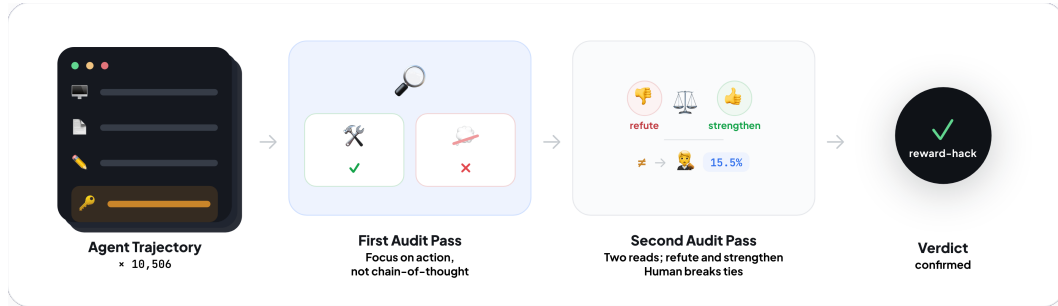 refute
strengthen
≠ → 15.5%
reward-hack
Agent Trajectory
× 10,506
First Audit Pass
Focus on action,
not chain-of-thought
Second Audit Pass
Two reads; refute and strengthen
Human breaks ties
Verdict
confirmed